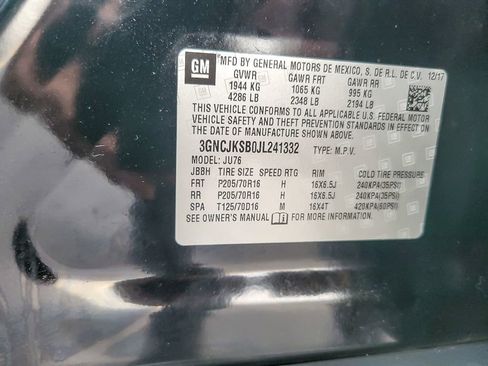 GM
MFD BY GENERAL MOTORS DE MEXICO, S. DE R.L. DE C.V. 12/17
GVWR GAWR FRT GAWR RR
1944 KG 1065 KG 995 KG
4286 LB 2348 LB 2194 LB
THIS VEHICLE CONFORMS TO ALL APPLICABLE U.S. FEDERAL MOTOR
VEHICLE SAFETY AND THEFT PREVENTION STANDARDS IN EFFECT
ON THE DATE OF MANUFACTURE SHOWN ABOVE.
3GNCJKSB0JL241332 TYPE: M.P.V.
MODEL: JU76
JBBH TIRE SIZE SPEED RTG RIM COLD TIRE PRESSURE
FRT P205/70R16 H 16X6.5J 240KPA(35PSI)
RR P205/70R16 H 16X6.5J 240KPA(35PSI)
SPA T125/70D16 M 16X4T 420KPA(60PSI)
SEE OWNER'S MANUAL FOR MORE INFORMATION.